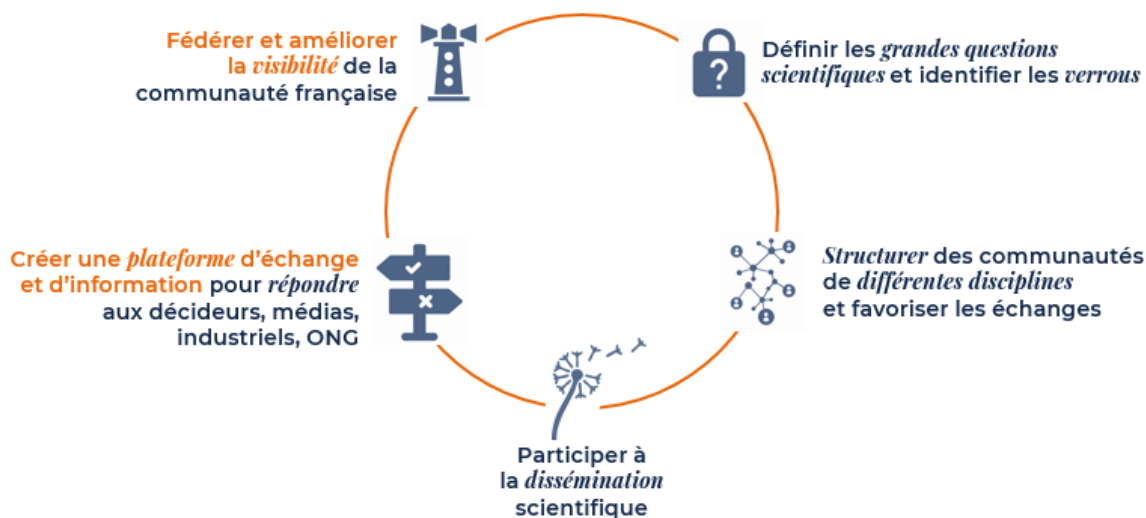 Fédérer et améliorer
la visibilité de la
communauté française
?
Définir les grandes questions
scientifiques et identifier les verrous
Créer une plateforme d’échange
et d’information pour répondre
aux décideurs, médias,
industriels, ONG
Structurer des communautés
de différentes disciplines
et favoriser les échanges
Participer à
la dissémination
scientifique